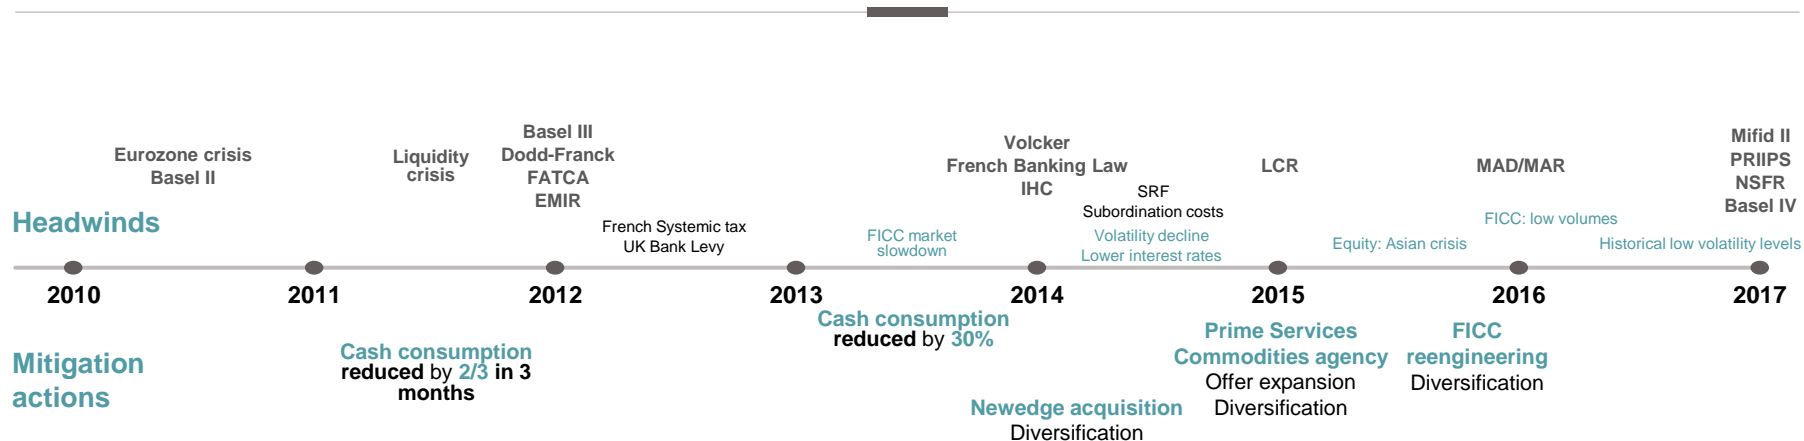 Headwinds
Eurozone crisis
Basel II
Liquidity
crisis
Basel III
Dodd-Franck
FATCA
EMIR
French Systemic tax
UK Bank Levy
FICC market
slowdown
Volcker
French Banking Law
IHC
SRF
Subordination costs
Volatility decline
Lower interest rates
LCR
Equity: Asian crisis
MAD/MAR
FICC: low volumes
Mifid II
PRIIPS
NSFR
Basel IV
Historical low volatility levels
2010
2011
2012
2013
2014
2015
2016
2017
Mitigation
actions
Cash consumption
reduced by 2/3 in 3
months
Cash consumption
reduced by 30%
Newedge acquisition
Diversification
Prime Services
Commodities agency
Offer expansion
Diversification
FICC
reengineering
Diversification